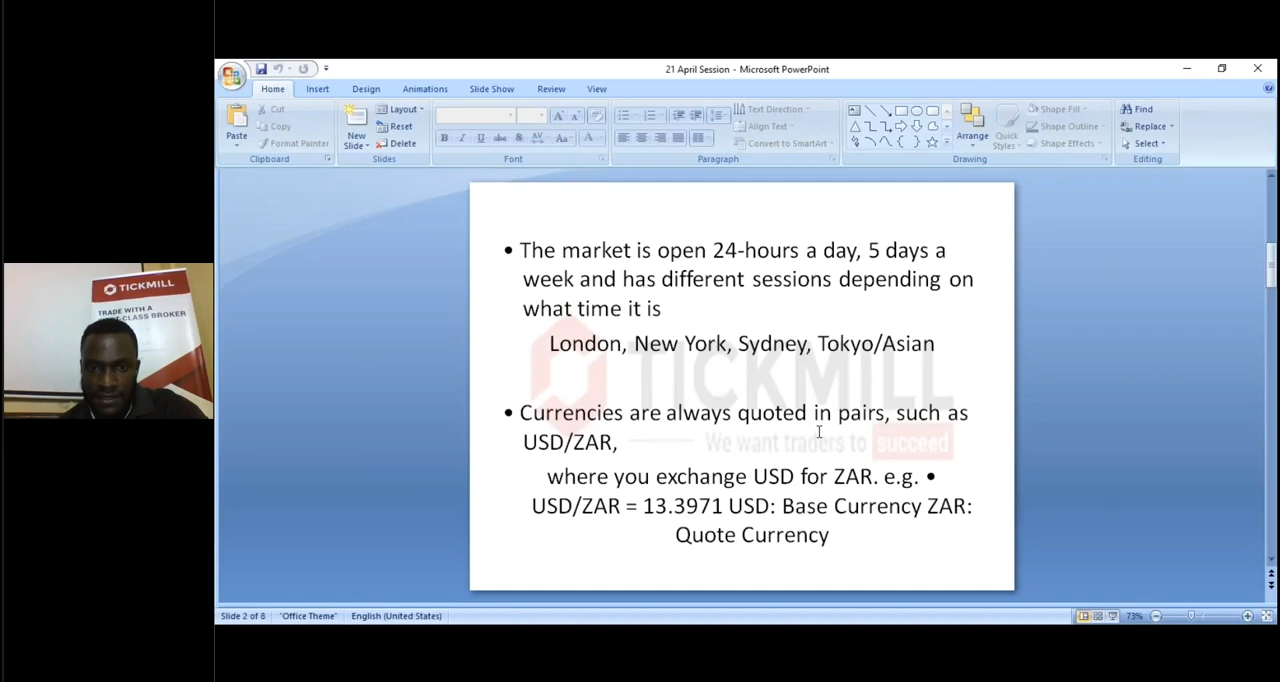 21 April Session - Microsoft PowerPoint
Home Insert Design Animations Slide Show Review View
Paste
Cut
Copy
Format Painter
Clipboard
New Slide
Layout
Reset
Delete
Slides
B I U abc S AV Aa A
Font
Text Direction
Align Text
Convert to SmartArt
Paragraph
Arrange
Quick Styles
Shape Fill
Shape Outline
Shape Effects
Drawing
Find
Replace
Select
Editing
• The market is open 24-hours a day, 5 days a
week and has different sessions depending on
what time it is
London, New York, Sydney, Tokyo/Asian
TICKMILL
• Currencies are always quoted in pairs, such as
USD/ZAR,
We want traders to succeed
where you exchange USD for ZAR. e.g. •
USD/ZAR = 13.3971 USD: Base Currency ZAR:
Quote Currency
TICKMILL
TRADE WITH A
BROKER
Slide 2 of 8 "Office Theme" English (United States) 73%